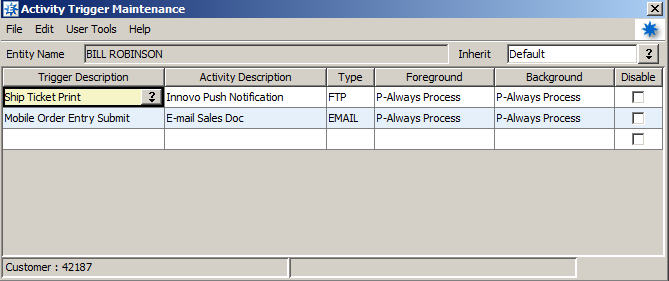 Activity Trigger Maintenance
File Edit User Tools Help
Entity Name BILL ROBINSON Inherit Default ?
Trigger Description Activity Description Type Foreground Background Disable
Ship Ticket Print ? Innovo Push Notification FTP P-Always Process P-Always Process
Mobile Order Entry Submit E-mail Sales Doc EMAIL P-Always Process P-Always Process
Customer : 42187